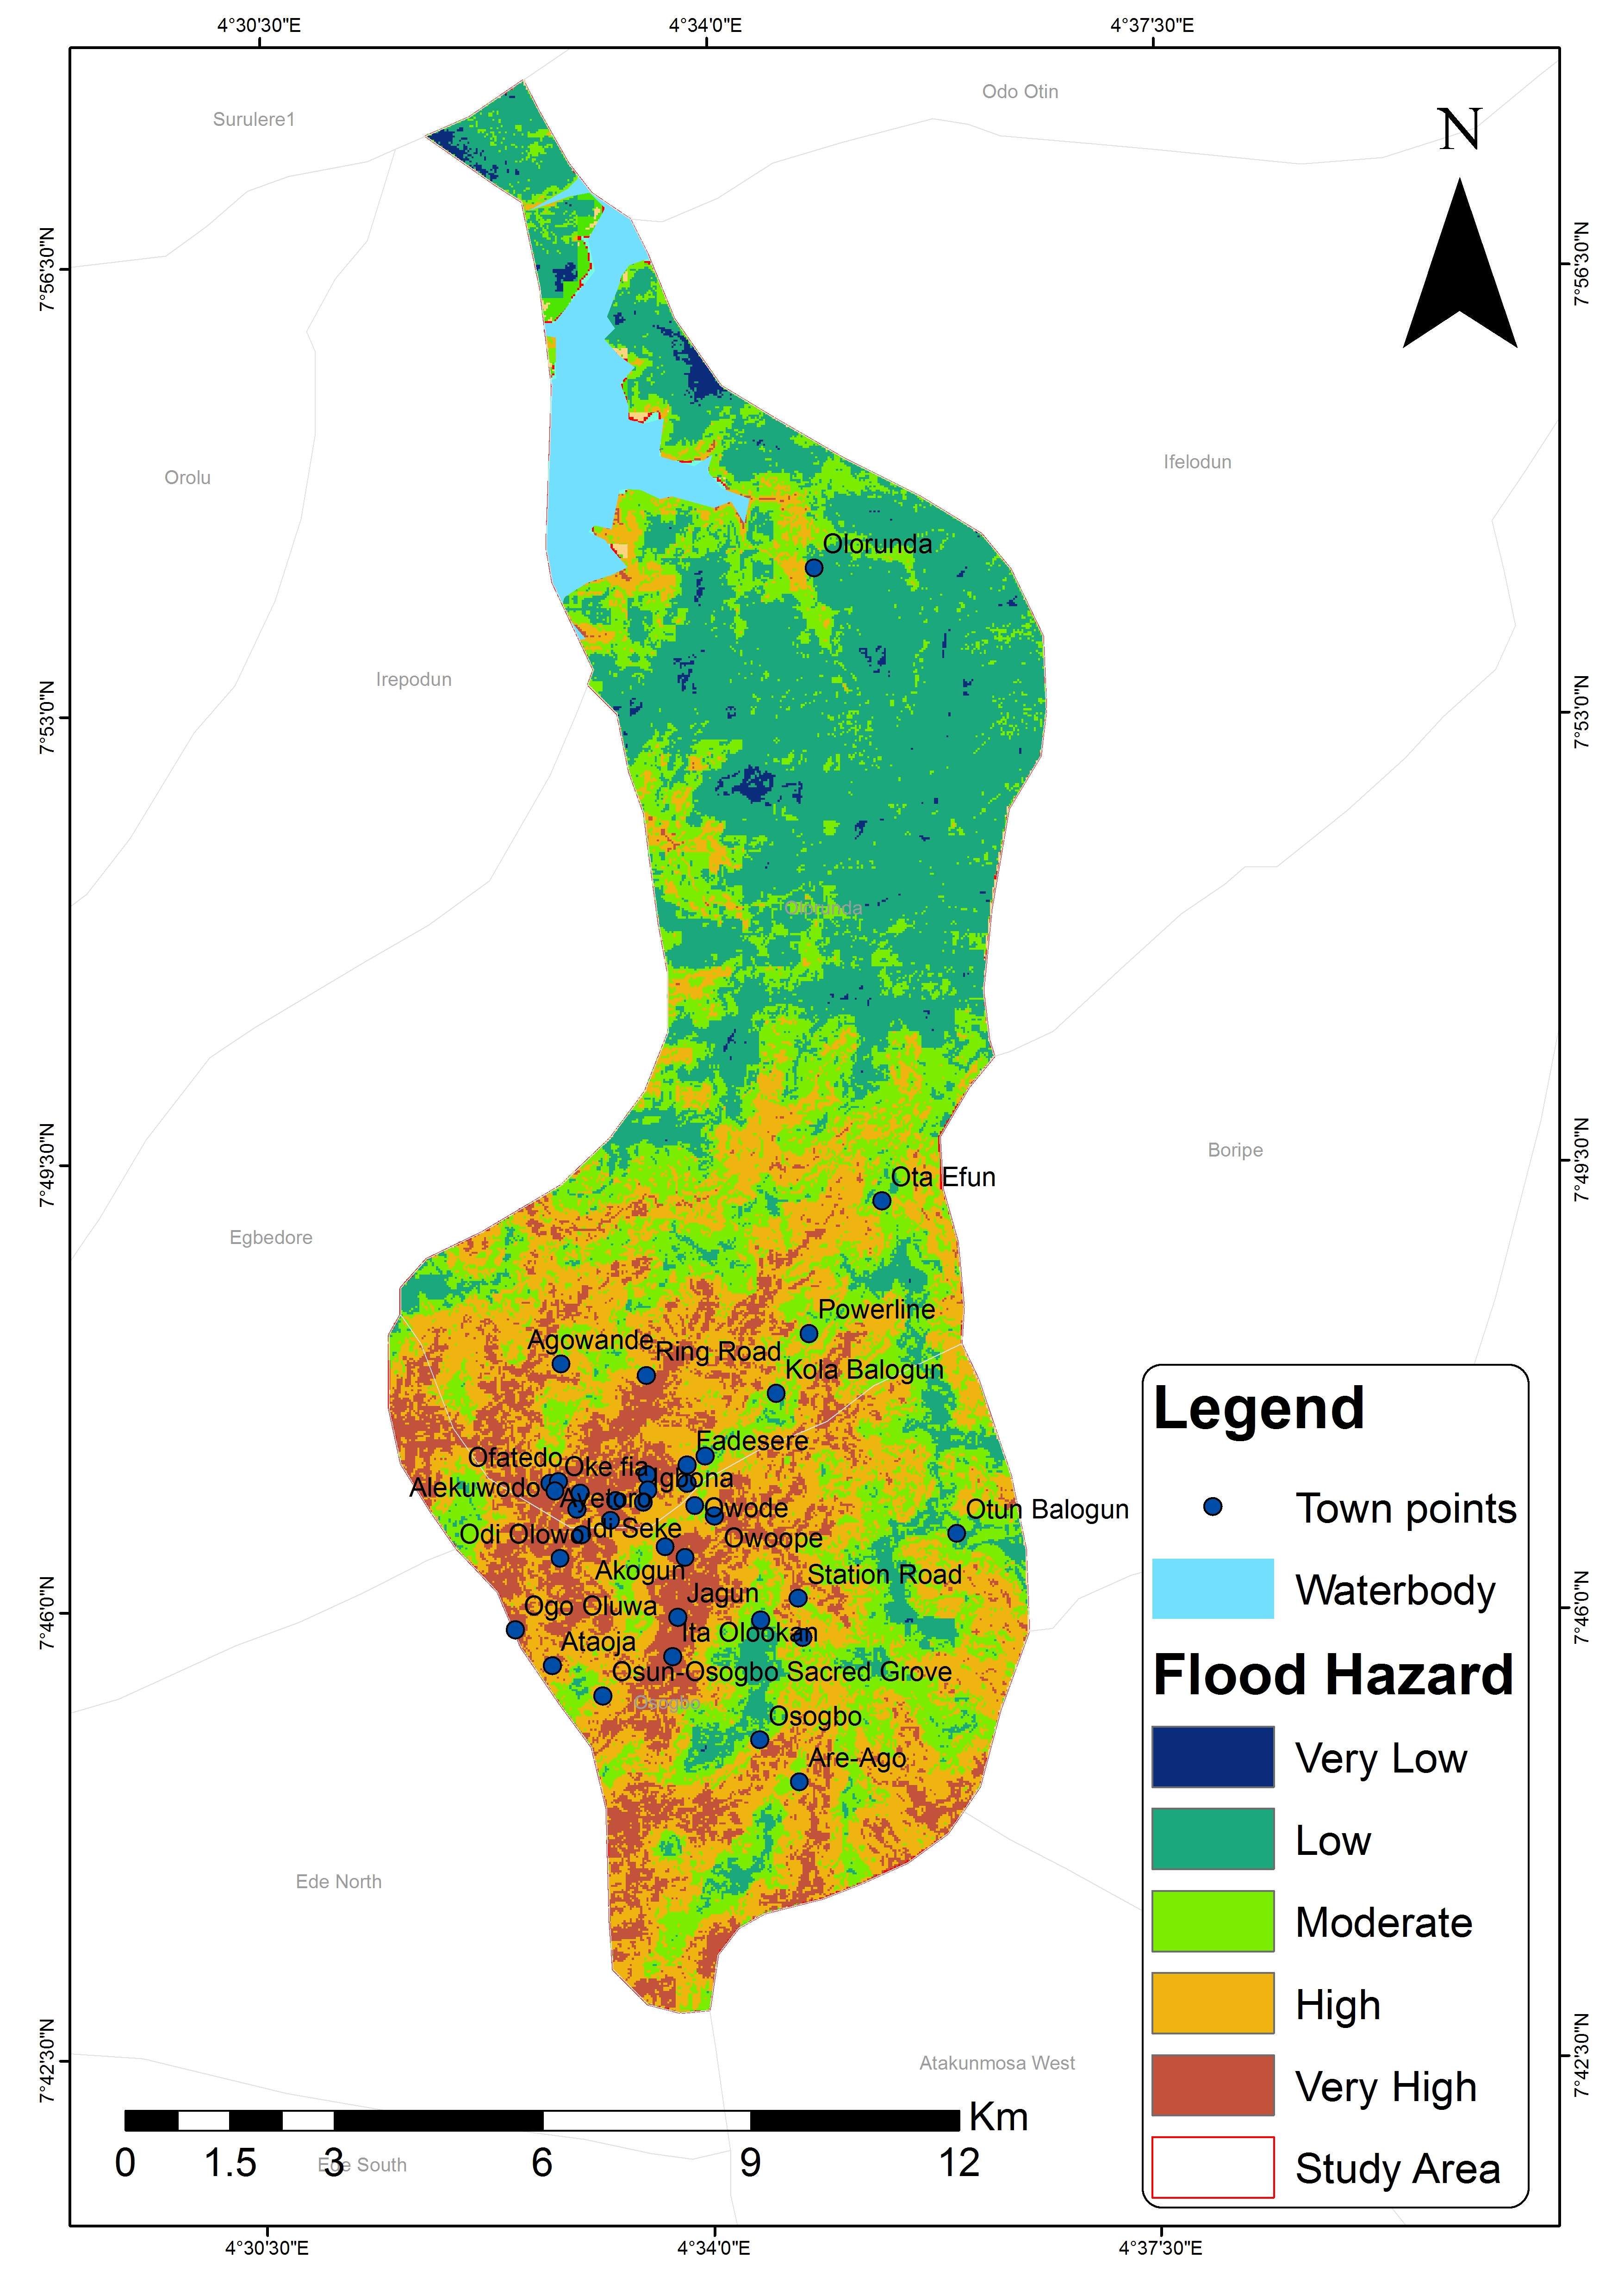 4°30'30"E
4°34'0"E
4°37'30"E
Surulere1
Odo Otin
N
7°56'30"N
7°56'30"N
Orolu
Ifelodun
Olorunda
Irepodun
7°53'0"N
7°53'0"N
Olorunda
7°49'30"N
7°49'30"N
Boripe
Ota Efun
Egbedore
Powerline
Agowande
Ring Road
Kola Balogun
Fadesere
Ofatedo
Oke fia
Igbona
Alekuwodo
Ayetoro
Owode
Otun Balogun
Odi Olowo
Idi Seke
Owoope
Akogun
Station Road
Jagun
Ogo Oluwa
Ita Olookan
Ataoja
Osun-Osogbo Sacred Grove
Osogbo
Osogbo
Are-Ago
7°46'0"N
7°46'0"N
Ede North
Atakunmosa West
7°42'30"N
7°42'30"N
Legend
Town points
Waterbody
Flood Hazard
Very Low
Low
Moderate
High
Very High
Study Area
Km
0 1.5 3 6 9 12
Ede South
4°30'30"E
4°34'0"E
4°37'30"E